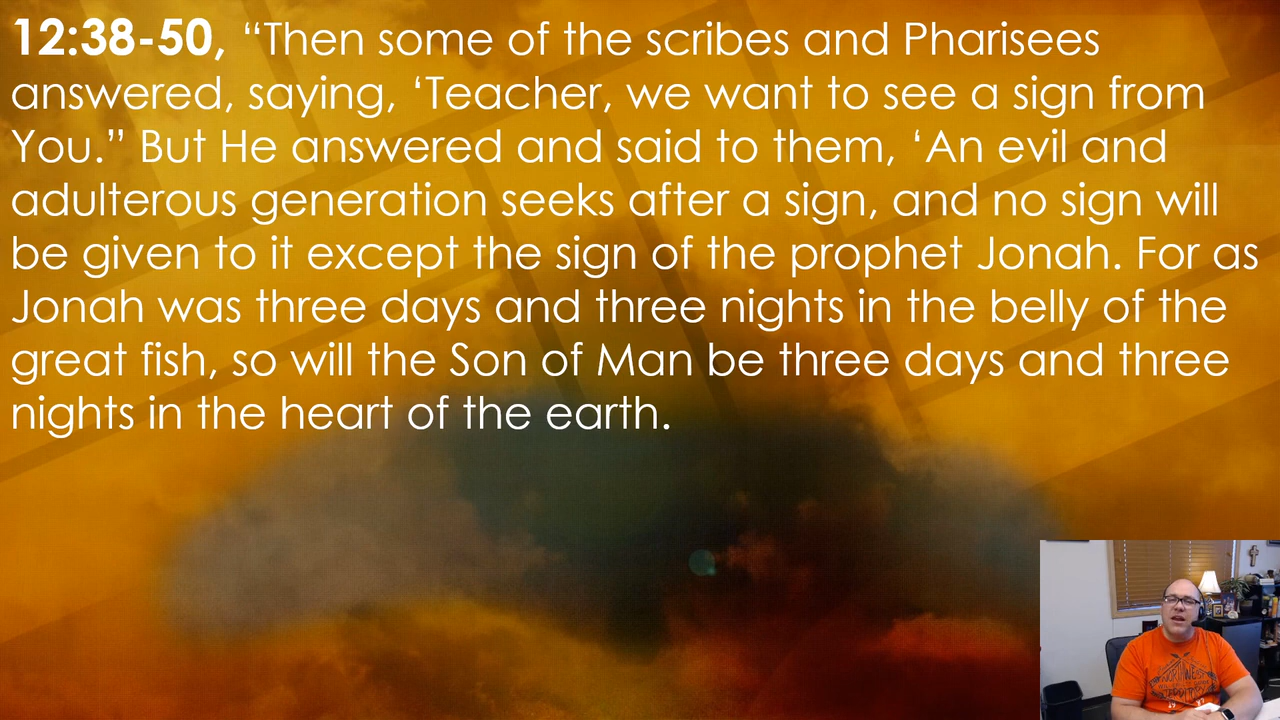 12:38-50, “Then some of the scribes and Pharisees
answered, saying, ‘Teacher, we want to see a sign from
You.” But He answered and said to them, ‘An evil and
adulterous generation seeks after a sign, and no sign will
be given to it except the sign of the prophet Jonah. For as
Jonah was three days and three nights in the belly of the
great fish, so will the Son of Man be three days and three
nights in the heart of the earth.
NORTHWEST
TERRITORY